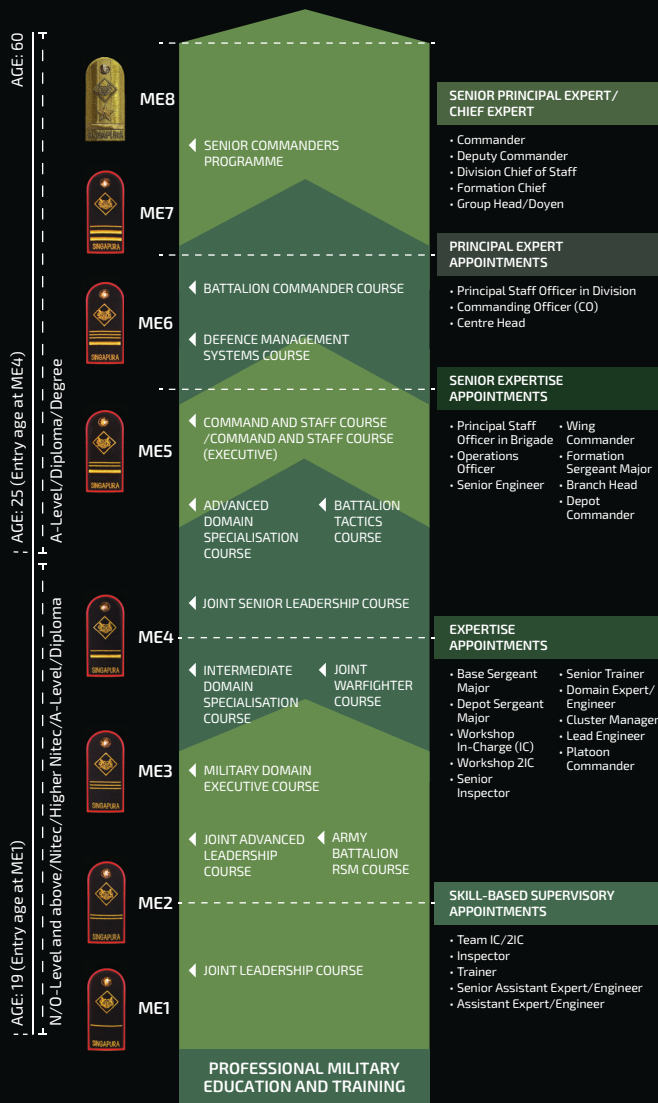 AGE: 60
AGE: 25 (Entry age at ME4)
A-Level/Diploma/Degree
AGE: 19 (Entry age at ME1)
N/O-Level and above/Nitec/Higher Nitec/A-Level/Diploma
ME8
SINGAPURA
ME7
SINGAPURA
ME6
SINGAPURA
ME5
SINGAPURA
ME4
SINGAPURA
ME3
SINGAPURA
ME2
SINGAPURA
ME1
SINGAPURA
SENIOR COMMANDERS
PROGRAMME
BATTALION COMMANDER COURSE
DEFENCE MANAGEMENT
SYSTEMS COURSE
COMMAND AND STAFF COURSE
/COMMAND AND STAFF COURSE
(EXECUTIVE)
ADVANCED
DOMAIN
SPECIALISATION
COURSE
BATTALION
TACTICS
COURSE
JOINT SENIOR LEADERSHIP COURSE
INTERMEDIATE
DOMAIN
SPECIALISATION
COURSE
JOINT
WARFIGHTER
COURSE
MILITARY DOMAIN
EXECUTIVE COURSE
JOINT ADVANCED
LEADERSHIP
COURSE
ARMY
BATTALION
RSM COURSE
JOINT LEADERSHIP COURSE
PROFESSIONAL MILITARY
EDUCATION AND TRAINING
SENIOR PRINCIPAL EXPERT/
CHIEF EXPERT
• Commander
• Deputy Commander
• Division Chief of Staff
• Formation Chief
• Group Head/Doyen
PRINCIPAL EXPERT
APPOINTMENTS
• Principal Staff Officer in Division
• Commanding Officer (CO)
• Centre Head
SENIOR EXPERTISE
APPOINTMENTS
• Principal Staff
Officer in Brigade
• Operations
Officer
• Senior Engineer
• Wing
Commander
• Formation
Sergeant Major
• Branch Head
• Depot
Commander
EXPERTISE
APPOINTMENTS
• Base Sergeant
Major
• Depot Sergeant
Major
• Workshop
In-Charge (IC)
• Workshop 2IC
• Senior
Inspector
• Senior Trainer
• Domain Expert/
Engineer
• Cluster Manager
• Lead Engineer
• Platoon
Commander
SKILL-BASED SUPERVISORY
APPOINTMENTS
• Team IC/2IC
• Inspector
• Trainer
• Senior Assistant Expert/Engineer
• Assistant Expert/Engineer